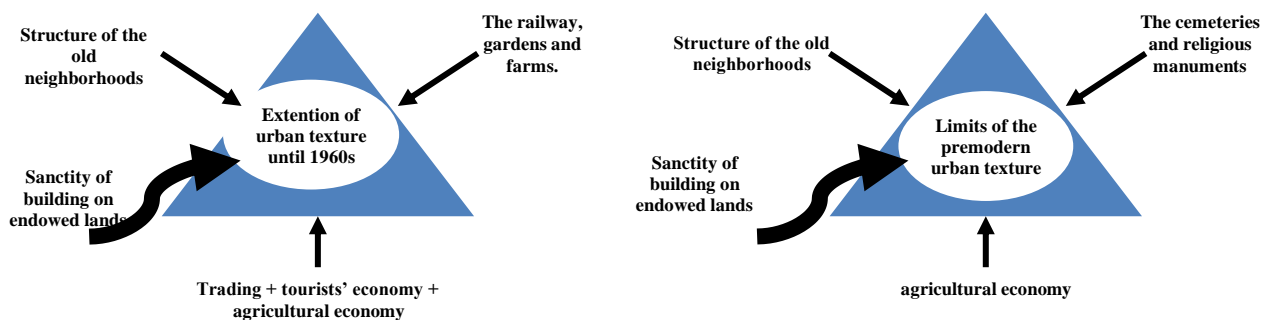 Structure of the
old
neighborhoods
The railway,
gardens and
farms.
Extention of
urban texture
until 1960s
Sanctity of
building on
endowed lands
Trading + tourists’ economy +
agricultural economy
Structure of the old
neighborhoods
The cemeteries
and religious
manuments
Limits of the
premodern
urban texture
Sanctity of
building on
endowed lands
agricultural economy